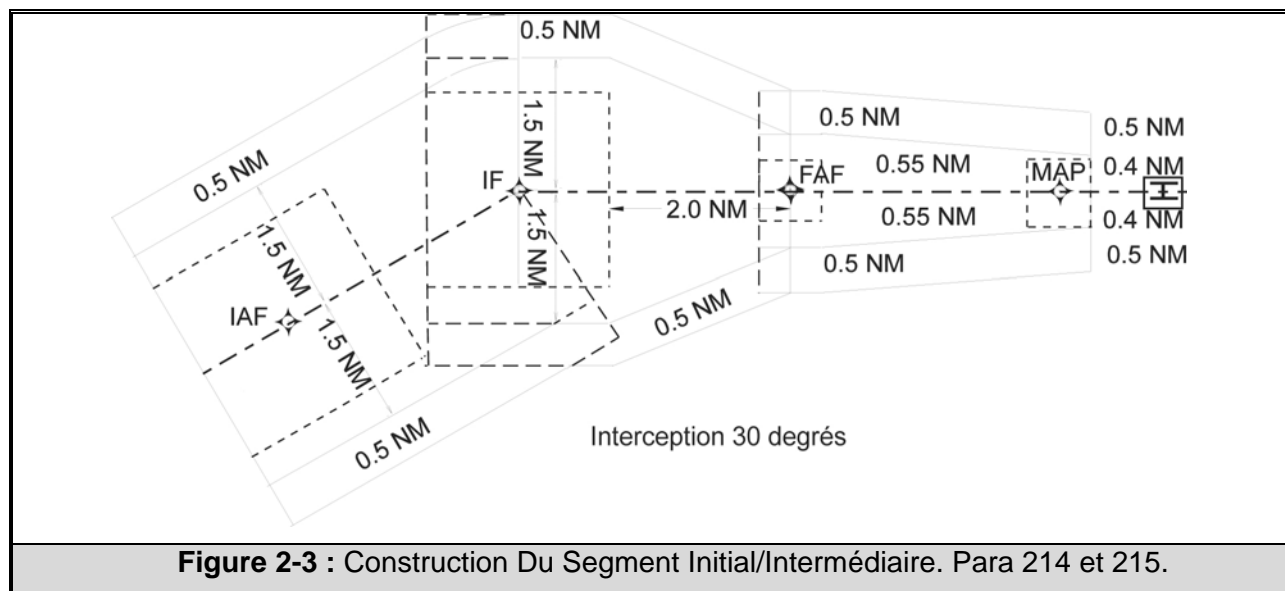 0.5 NM
0.5 NM
0.5 NM
1.5 NM
1.5 NM
IF
IAF
1.5 NM
1.5 NM
0.5 NM
2.0 NM
0.5 NM
FAF
0.5 NM
0.55 NM
0.55 NM
0.5 NM
MAP
0.5 NM
0.4 NM
H
0.4 NM
0.5 NM
Interception 30 degrés
Figure 2-3 : Construction Du Segment Initial/Intermédiaire. Para 214 et 215.